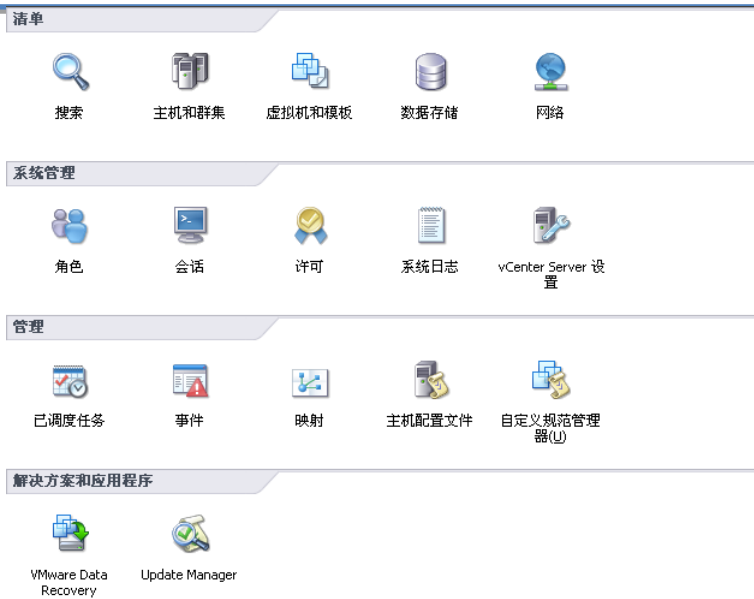 清单
搜索
主机和群集
虚拟机和模板
数据存储
网络
系统管理
角色
会话
许可
系统日志
vCenter Server 设
置
管理
已调度任务
事件
映射
主机配置文件
自定义规范管理
器(U)
解决方案和应用程序
VMware Data
Recovery
Update Manager